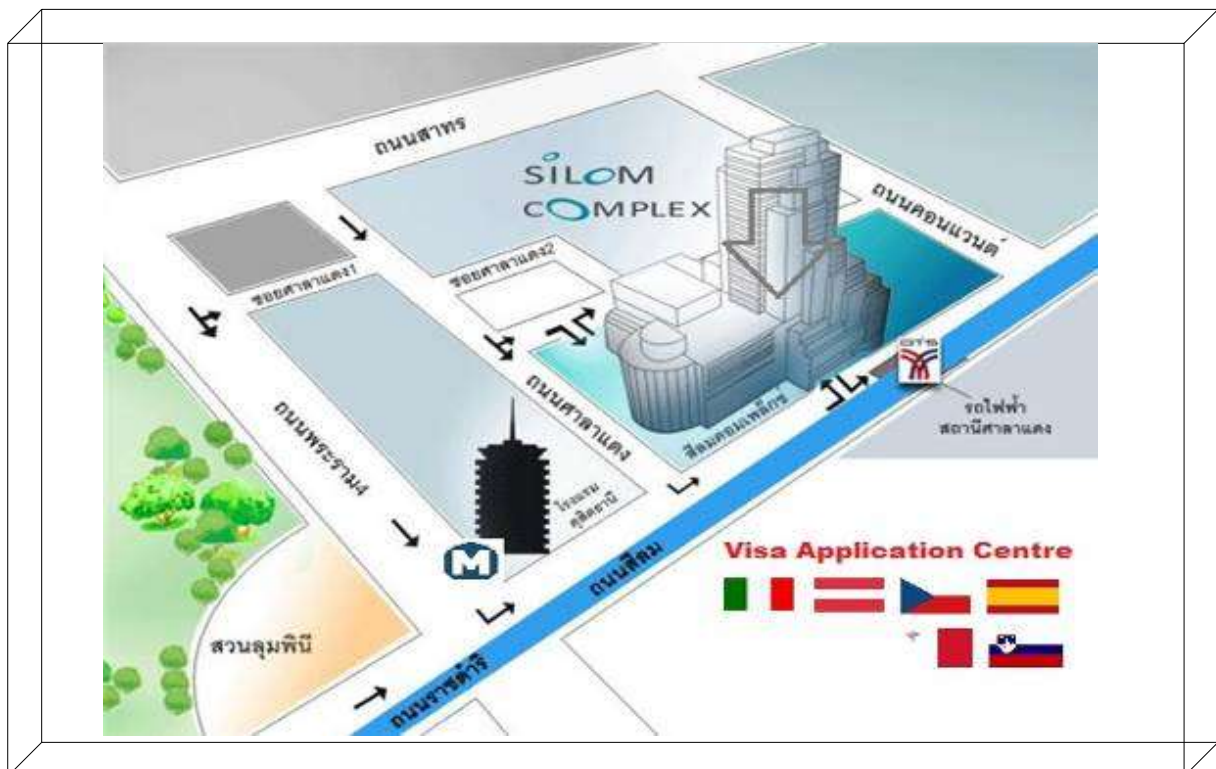 ถนนสาทร
SILOM
COMPLEX
ถนนคอนแวนต์
ซอยศาลาแดง1
ซอยศาลาแดง2
ถนนศาลาแดง
สีลมคอมเพล็กซ์
BTS
รถไฟฟ้า
สถานีศาลาแดง
ถนนพระราม4
โรงแรม
ดุสิตธานี
M
ถนนสีลม
Visa Application Centre
สวนลุมพินี
ถนนราชดำริ